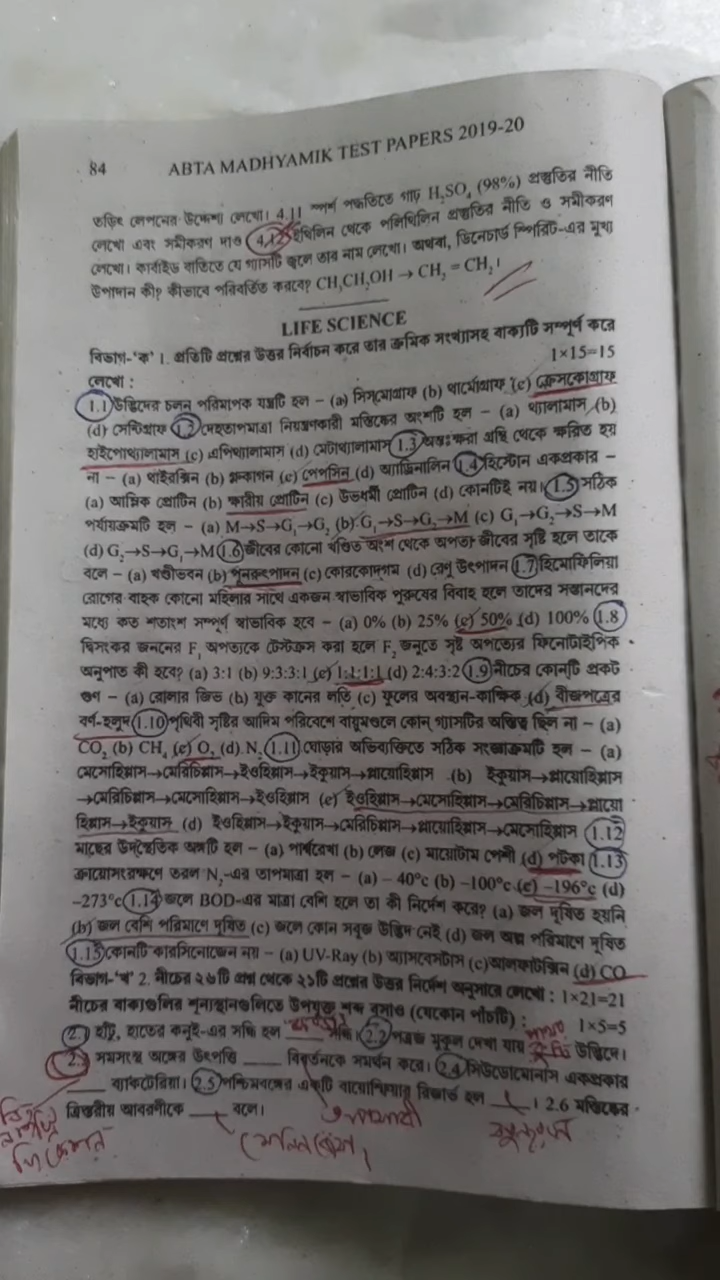 84 ABTA MADHYAMIK TEST PAPERS 2019-20
তড়িৎ লেপনের উদ্দেশ্য লেখো। 4.11 স্পর্শ পদ্ধতিতে গাঢ় H₂SO₄ (98%) প্রস্তুতির নীতি
লেখো এবং সমীকরণ দাও 4.12 ইথিলিন থেকে পলিথিলিন প্রস্তুতির নীতি ও সমীকরণ
লেখো। কার্বাইড বাতিতে যে গ্যাসটি জ্বলে তার নাম লেখো। অথবা, ডিনেচার্ড স্পিরিট-এর মুখ্য
উপাদান কী? কীভাবে পরিবর্তিত করবে? CH₃CH₂OH → CH₂ = CH₂।
LIFE SCIENCE
বিভাগ-'ক' 1. প্রতিটি প্রশ্নের উত্তর নির্বাচন করে তার ক্রমিক সংখ্যাসহ বাক্যটি সম্পূর্ণ করে
লেখো : 1×15=15
1.1 উদ্ভিদের চলন পরিমাপক যন্ত্রটি হল – (a) সিসমোগ্রাফ (b) থার্মোগ্রাফ (c) ক্রেসকোগ্রাফ
(d) সেন্টিগ্রাফ 1.2 দেহতাপমাত্রা নিয়ন্ত্রণকারী মস্তিষ্কের অংশটি হল – (a) থ্যালামাস (b)
হাইপোথ্যালামাস (c) এপিথ্যালামাস (d) মেটাথ্যালামাস 1.3 অন্তঃক্ষরা গ্রন্থি থেকে ক্ষরিত হয়
না – (a) থাইরক্সিন (b) গ্লুকাগন (c) পেপসিন (d) অ্যাড্রিনালিন 1.4 হিস্টোন একপ্রকার –
(a) আম্লিক প্রোটিন (b) ক্ষারীয় প্রোটিন (c) উভধর্মী প্রোটিন (d) কোনটিই নয়। 1.5 সঠিক
পর্যায়ক্রমটি হল – (a) M→S→G₁→G₂ (b) G₁→S→G₂→M (c) G₁→G₂→S→M
(d) G₂→S→G₁→M 1.6 জীবের কোনো খণ্ডিত অংশ থেকে অপত্য জীবের সৃষ্টি হলে তাকে
বলে – (a) খণ্ডীভবন (b) পুনরুৎপাদন (c) কোরকোদগম (d) রেণু উৎপাদন 1.7 হিমোফিলিয়া
রোগের বাহক কোনো মহিলার সাথে একজন স্বাভাবিক পুরুষের বিবাহ হলে তাদের সন্তানদের
মধ্যে কত শতাংশ সম্পূর্ণ স্বাভাবিক হবে – (a) 0% (b) 25% (c) 50% (d) 100% 1.8
দ্বিসংকর জননের F₁ অপত্যকে টেস্টক্রস করা হলে F₂ জনুতে সৃষ্ট অপত্যের ফিনোটাইপিক
অনুপাত কী হবে? (a) 3:1 (b) 9:3:3:1 (c) 1:1:1:1 (d) 2:4:3:2 1.9 নীচের কোনটি প্রকট
গুণ – (a) রোলার জিভ (b) যুক্ত কানের লতি (c) ফুলের অবস্থান-কাক্ষিক (d) বীজপত্রের
বর্ণ-হলুদ 1.10 পৃথিবী সৃষ্টির আদিম পরিবেশে বায়ুমণ্ডলে কোন্ গ্যাসটির অস্তিত্ব ছিল না – (a)
CO₂ (b) CH₄ (c) O₂ (d) N₂ 1.11 ঘোড়ার অভিব্যক্তিতে সঠিক সংজ্ঞাক্রমটি হল – (a)
মেসোহিপ্পাস→মেরিচিপ্পাস→ইওহিপ্পাস→ইকুয়াস→প্লায়োহিপ্পাস (b) ইকুয়াস→প্লায়োহিপ্পাস
→মেরিচিপ্পাস→মেসোহিপ্পাস→ইওহিপ্পাস (c) ইওহিপ্পাস→মেসোহিপ্পাস→মেরিচিপ্পাস→প্লায়ো
হিপ্পাস→ইকুয়াস (d) ইওহিপ্পাস→ইকুয়াস→মেরিচিপ্পাস→প্লায়োহিপ্পাস→মেসোহিপ্পাস 1.12
মাছের উদস্থৈতিক অঙ্গটি হল – (a) পার্শ্বরেখা (b) লেজ (c) মায়োটোম পেশী (d) পটকা 1.13
ক্রায়োসংরক্ষণে তরল N₂-এর তাপমাত্রা হল – (a) – 40°c (b) -100°c (c) –196°c (d)
-273°c 1.14 জলে BOD-এর মাত্রা বেশি হলে তা কী নির্দেশ করে? (a) জল দূষিত হয়নি
(b) জল বেশি পরিমাণে দূষিত (c) জলে কোন সবুজ উদ্ভিদ নেই (d) জল অল্প পরিমাণে দূষিত
1.15 কোনটি কারসিনোজেন নয় – (a) UV-Ray (b) অ্যাসবেস্টাস (c) আলফাটক্সিন (d) CO
বিভাগ-'খ' 2. নীচের ২৬টি প্রশ্ন থেকে ২১টি প্রশ্নের উত্তর নির্দেশ অনুসারে লেখো : 1×21=21
নীচের বাক্যগুলির শূন্যস্থানগুলিতে উপযুক্ত শব্দ বসাও (যেকোন পাঁচটি) : 1×5=5
2.1 হাঁটু, হাতের কনুই-এর সন্ধি হল ______ সন্ধি। 2.2 পত্রজ মুকুল দেখা যায় ______ উদ্ভিদে।
2.3 সমসংস্থ অঙ্গের উৎপত্তি ______ বিবর্তনকে সমর্থন করে। 2.4 সিউডোমোনাস একপ্রকার
______ ব্যাকটেরিয়া। 2.5 পশ্চিমবঙ্গের একটি বায়োস্ফিয়ার রিজার্ভ হল ______। 2.6 মস্তিষ্কের
ত্রিস্তরীয় আবরণীকে ______ বলে।